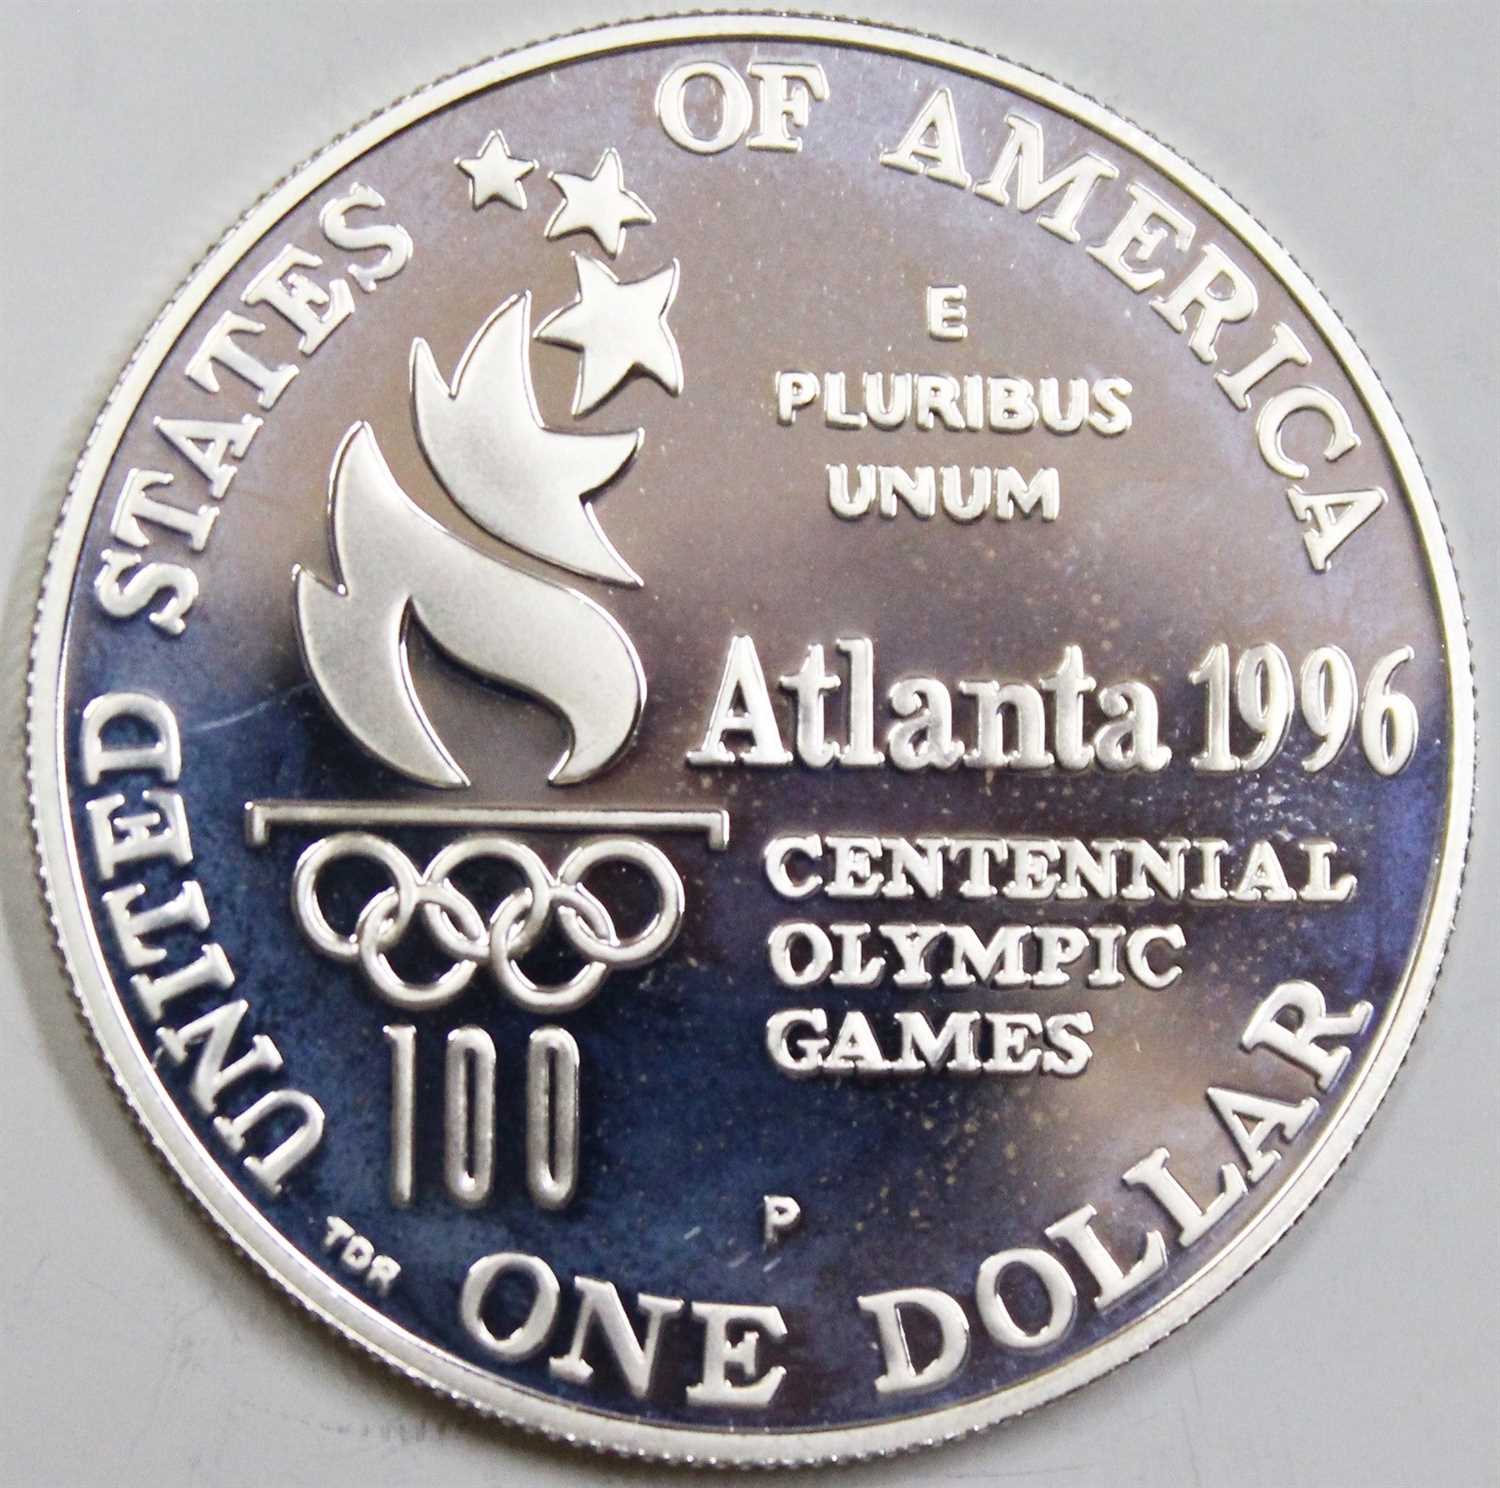 UNITED STATES OF AMERICA
E
PLURIBUS
UNUM
Atlanta 1996
CENTENNIAL
OLYMPIC
GAMES
100
P
TDR
ONE DOLLAR